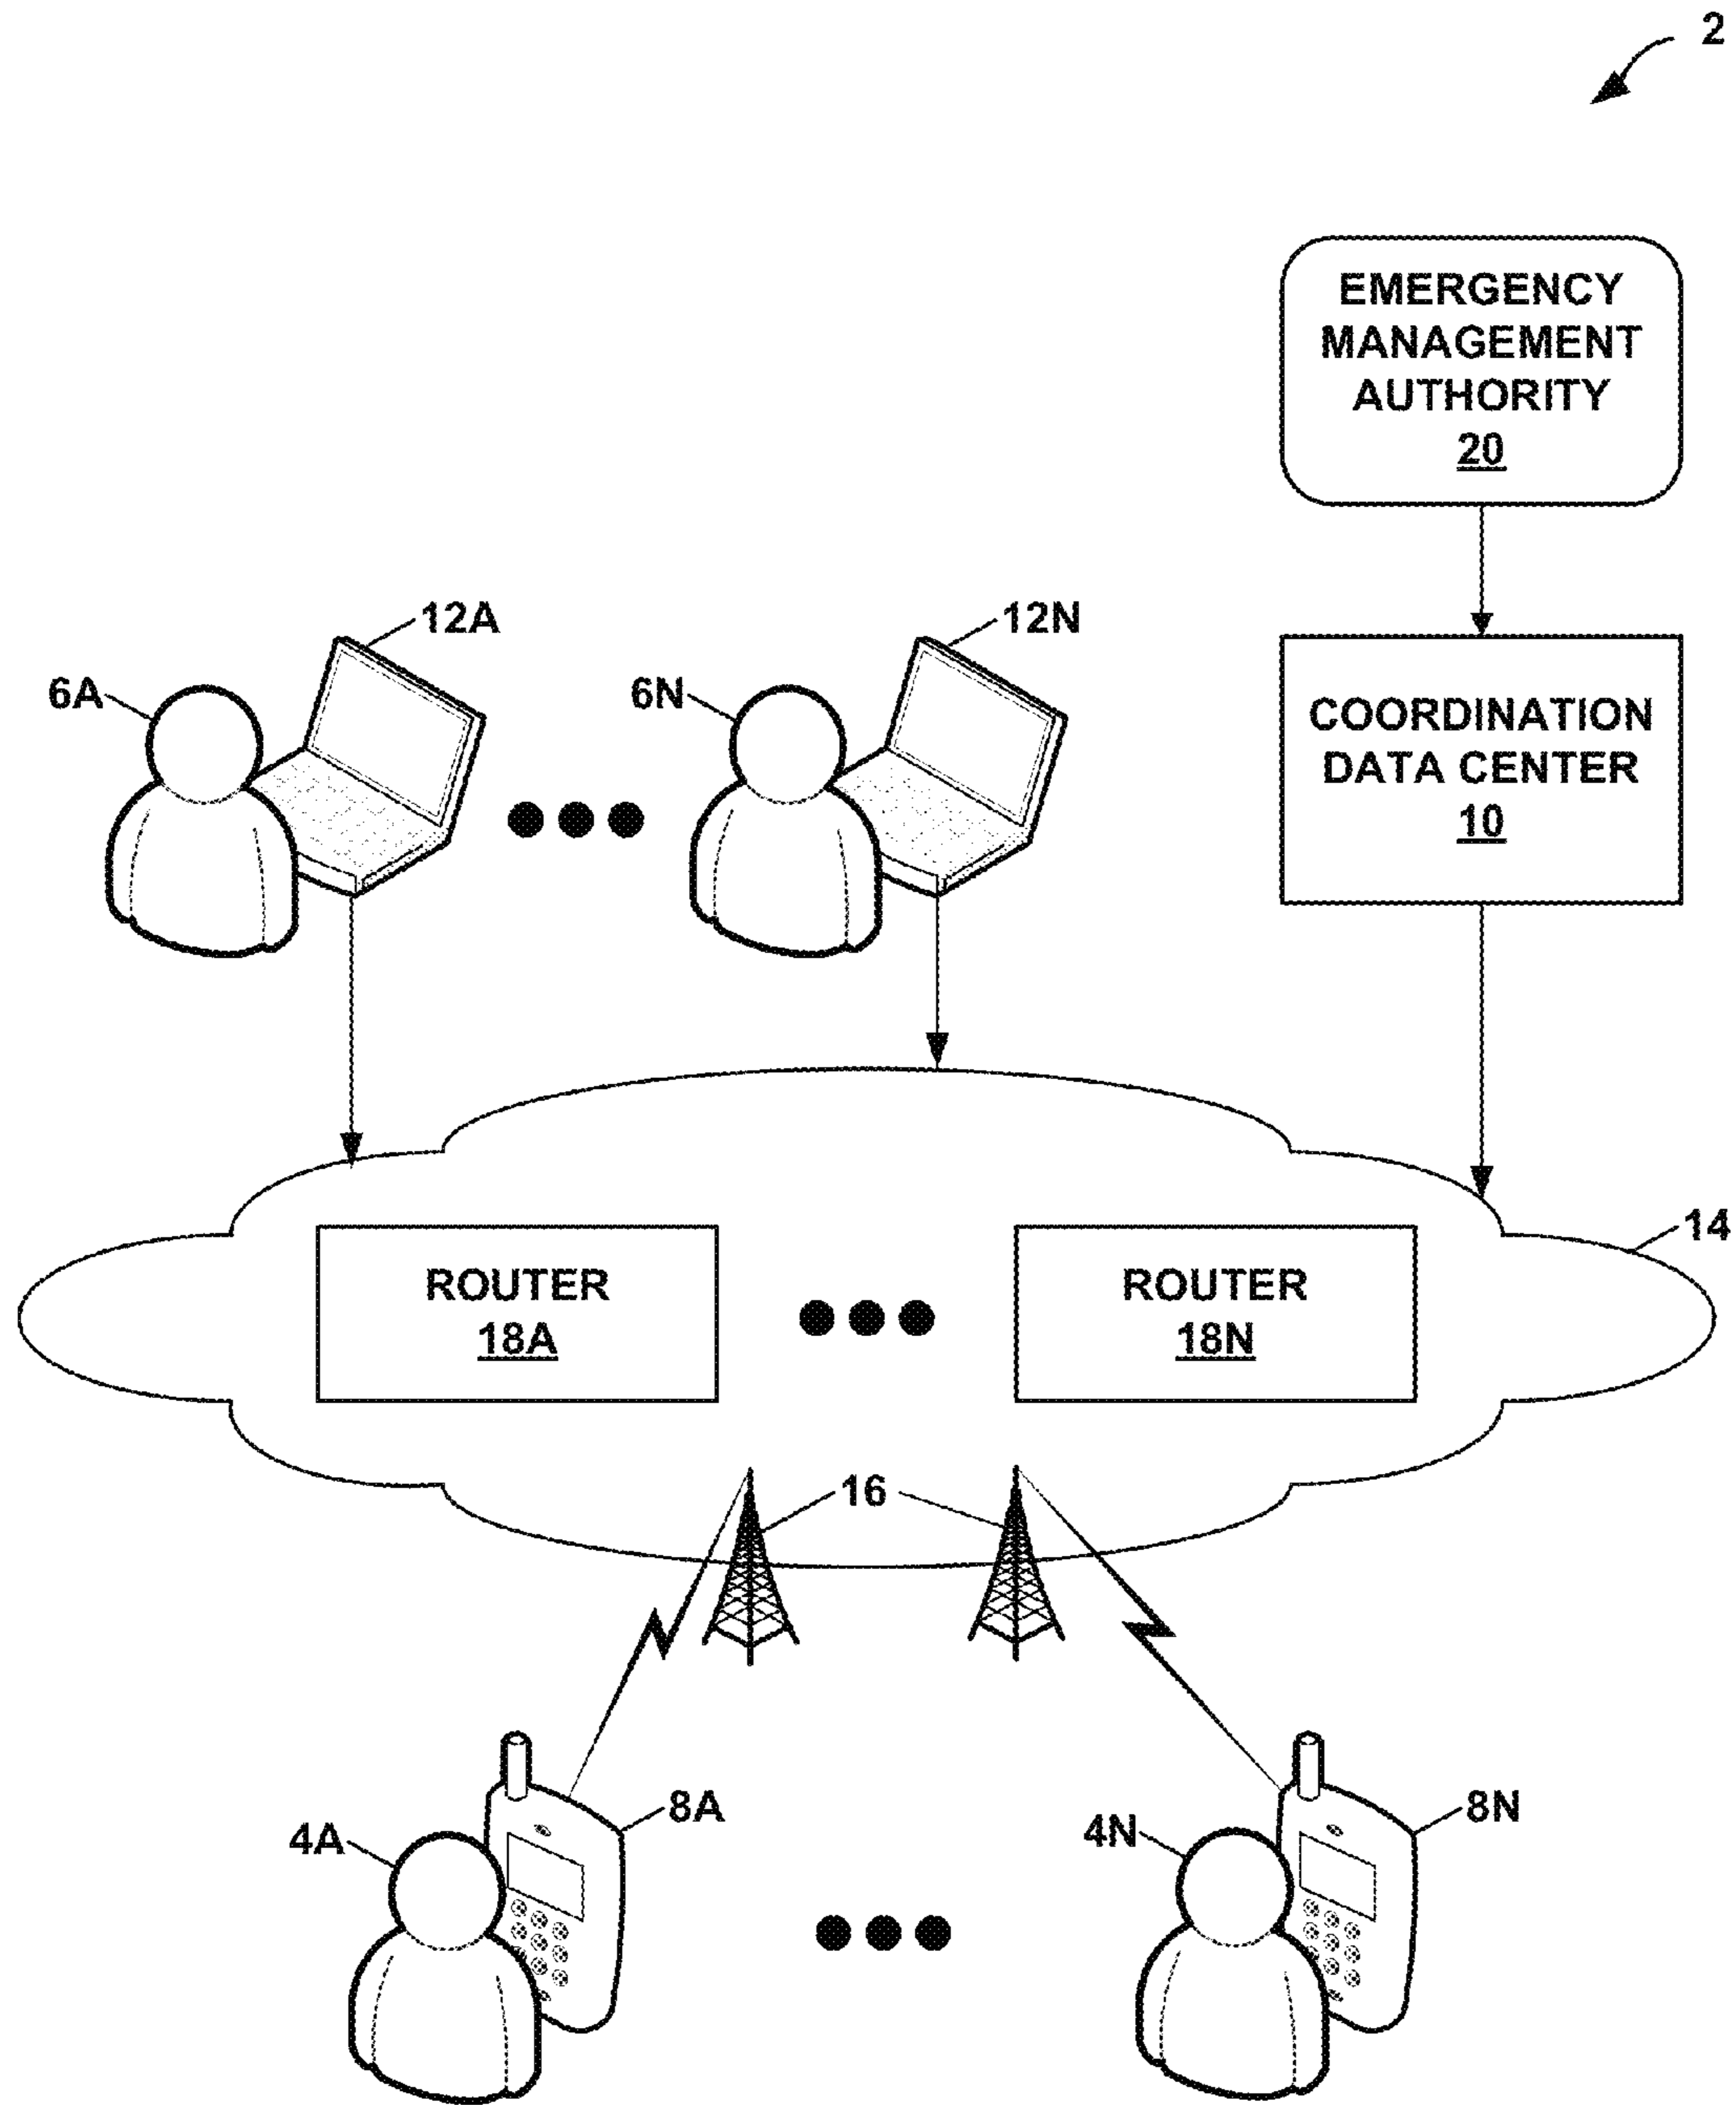 2
EMERGENCY
MANAGEMENT
AUTHORITY
20
12A
12N
6A
6N
COORDINATION
DATA CENTER
10
14
ROUTER
18A
ROUTER
18N
16
8A
8N
4A
4N